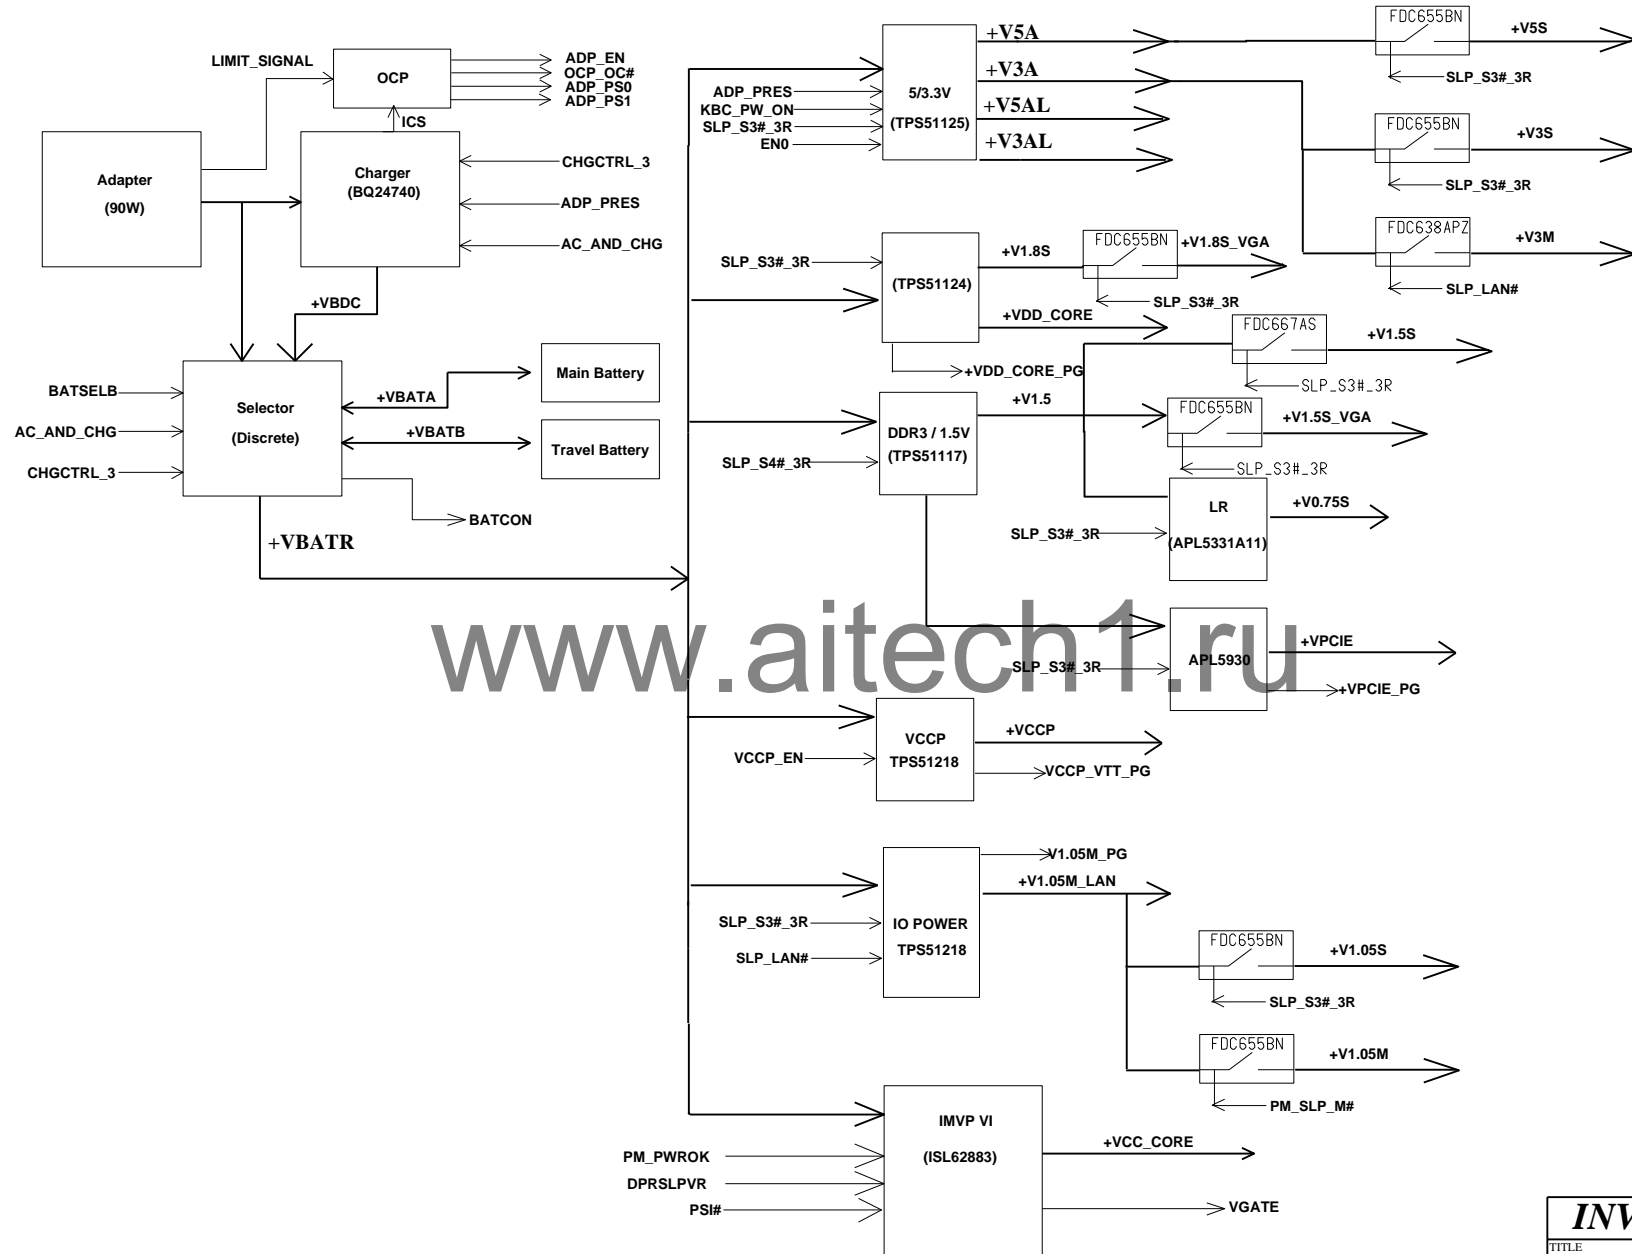 LIMIT_SIGNAL
OCP
ADP_EN
OCP_OC#
ADP_PS0
ADP_PS1
ICS
Adapter
(90W)
Charger
(BQ24740)
CHGCTRL_3
ADP_PRES
AC_AND_CHG
+VBDC
BATSELB
AC_AND_CHG
CHGCTRL_3
Selector
(Discrete)
+VBATA
+VBATB
Main Battery
Travel Battery
BATCON
+VBATR
ADP_PRES
KBC_PW_ON
SLP_S3#_3R
EN0
5/3.3V
(TPS51125)
+V5A
+V3A
+V5AL
+V3AL
FDC655BN
+V5S
SLP_S3#_3R
FDC655BN
+V3S
SLP_S3#_3R
FDC638APZ
+V3M
SLP_LAN#
SLP_S3#_3R
(TPS51124)
+V1.8S
FDC655BN
+V1.8S_VGA
SLP_S3#_3R
+VDD_CORE
+VDD_CORE_PG
FDC667AS
+V1.5S
SLP_S3#_3R
DDR3 / 1.5V
(TPS51117)
SLP_S4#_3R
+V1.5
FDC655BN
+V1.5S_VGA
SLP_S3#_3R
LR
(APL5331A11)
SLP_S3#_3R
+V0.75S
www.aitech1.ru
APL5930
SLP_S3#_3R
+VPCIE
+VPCIE_PG
VCCP
TPS51218
VCCP_EN
+VCCP
VCCP_VTT_PG
IO POWER
TPS51218
SLP_S3#_3R
SLP_LAN#
V1.05M_PG
+V1.05M_LAN
FDC655BN
+V1.05S
SLP_S3#_3R
FDC655BN
+V1.05M
PM_SLP_M#
IMVP VI
(ISL62883)
PM_PWROK
DPRSLPVR
PSI#
+VCC_CORE
VGATE
INV
TITLE